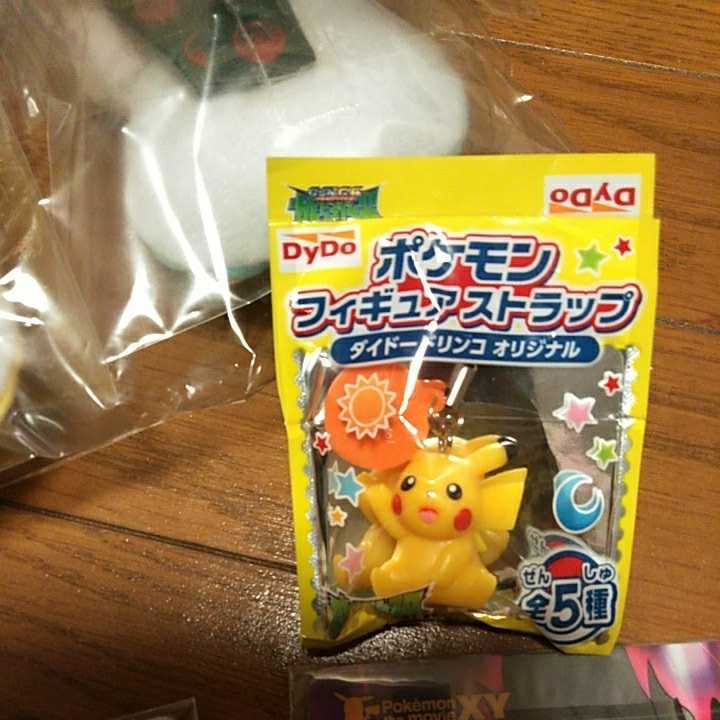 DyDo
DyDo
ポケモン
フィギュアストラップ
ダイドードリンコ オリジナル
ぜん しゅ
全5種
Pokémon
the movie XY